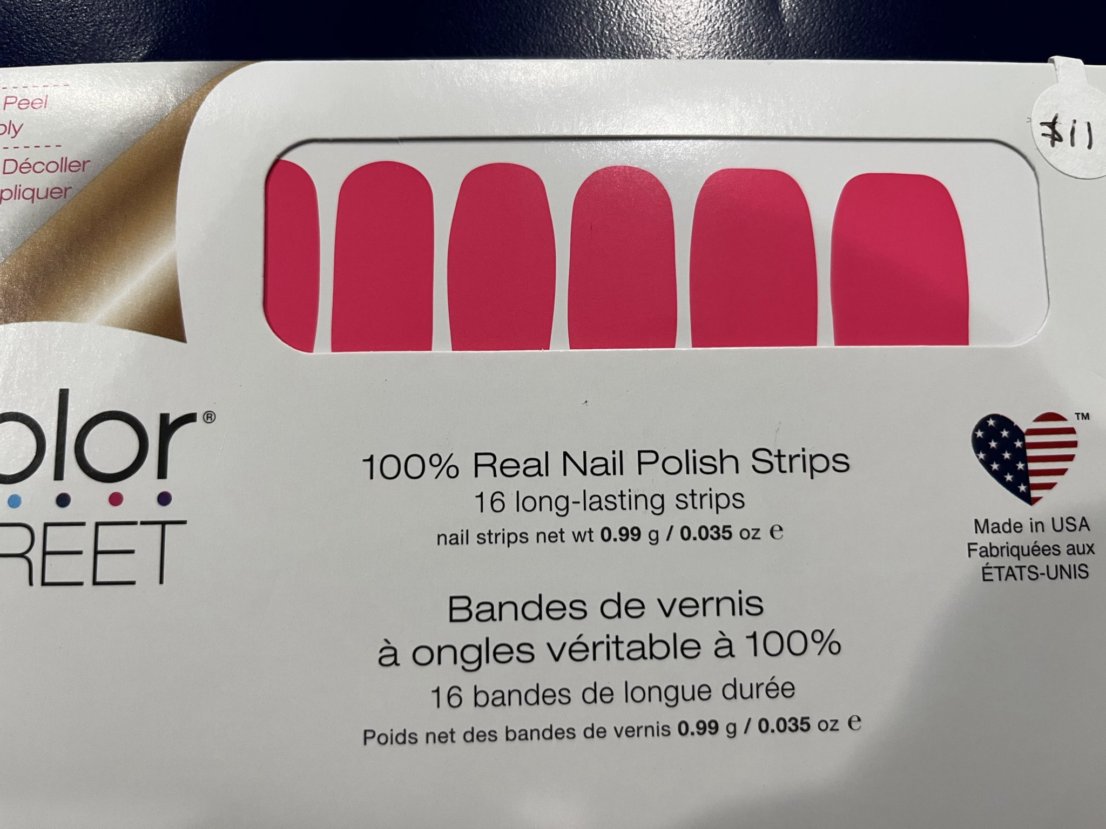 Peel
Décoller
$11
olor®
REET
100% Real Nail Polish Strips
16 long-lasting strips
nail strips net wt 0.99 g / 0.035 oz ℮
Bandes de vernis
à ongles véritable à 100%
16 bandes de longue durée
Poids net des bandes de vernis 0.99 g / 0.035 oz ℮
TM
Made in USA
Fabriquées aux
ÉTATS-UNIS